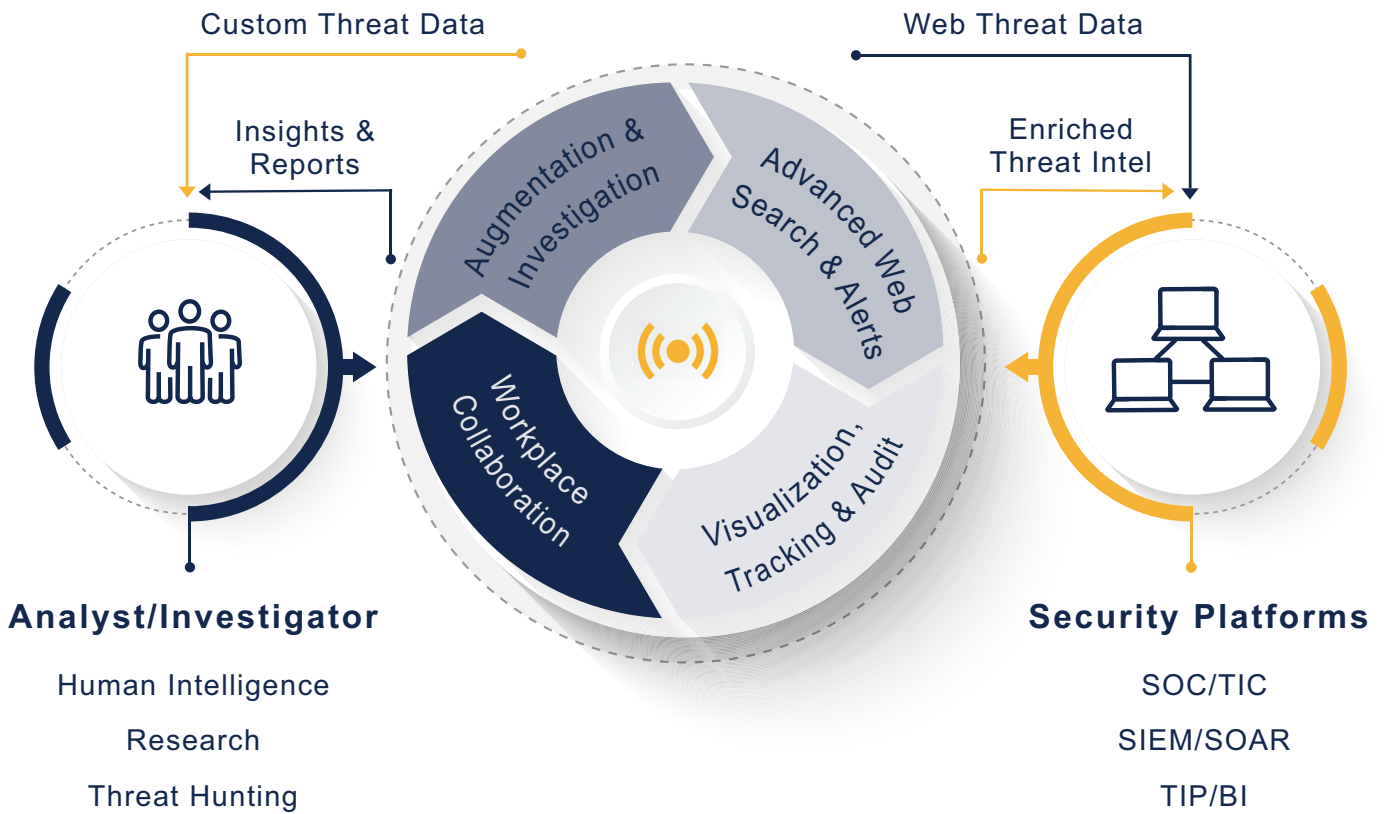 Custom Threat Data
Web Threat Data
Insights &
Reports
Enriched
Threat Intel
Augmentation &
Investigation
Advanced Web
Search & Alerts
Workplace
Collaboration
Visualization,
Tracking & Audit
Analyst/Investigator
Human Intelligence
Research
Threat Hunting
Security Platforms
SOC/TIC
SIEM/SOAR
TIP/BI